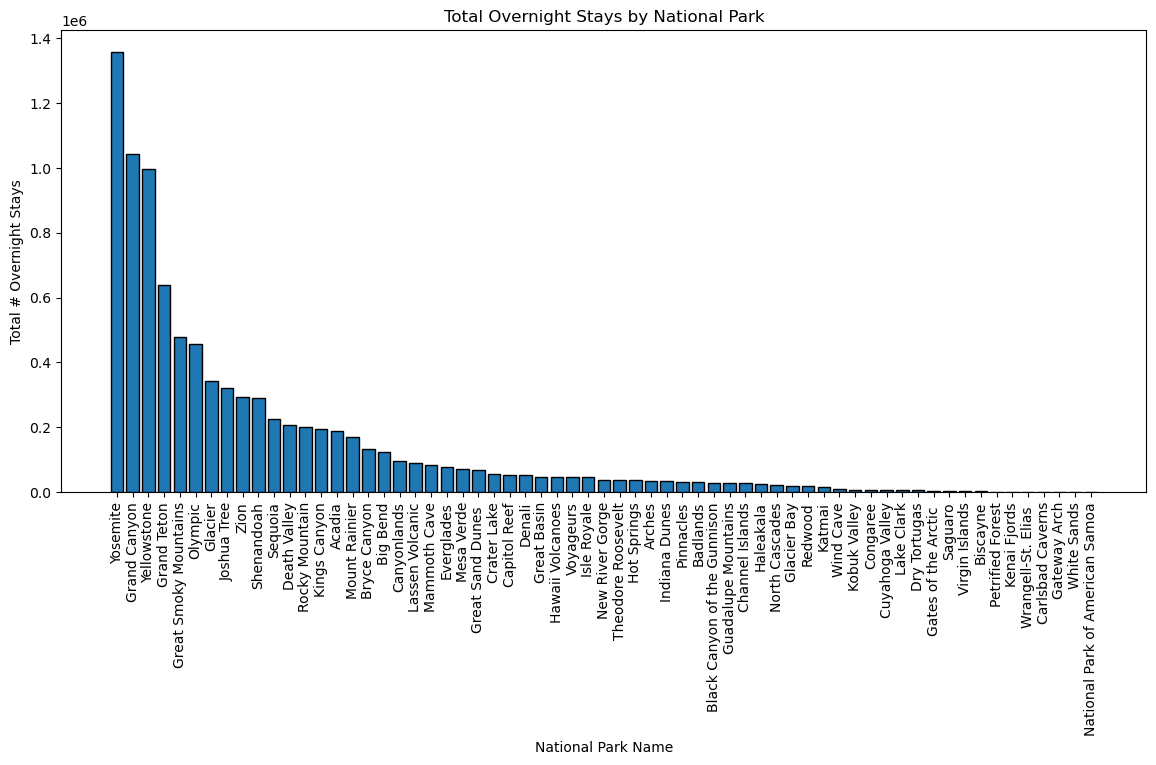 Total Overnight Stays by National Park
1e6
1.4
1.2
1.0
0.8
0.6
0.4
0.2
0.0
Total # Overnight Stays
Yosemite
Grand Canyon
Yellowstone
Grand Teton
Great Smoky Mountains
Olympic
Glacier
Joshua Tree
Zion
Shenandoah
Sequoia
Death Valley
Rocky Mountain
Kings Canyon
Acadia
Mount Rainier
Bryce Canyon
Big Bend
Canyonlands
Lassen Volcanic
Mammoth Cave
Everglades
Mesa Verde
Great Sand Dunes
Crater Lake
Capitol Reef
Denali
Great Basin
Hawaii Volcanoes
Voyageurs
Isle Royale
New River Gorge
Theodore Roosevelt
Hot Springs
Arches
Indiana Dunes
Pinnacles
Badlands
Black Canyon of the Gunnison
Guadalupe Mountains
Channel Islands
Haleakala
North Cascades
Glacier Bay
Redwood
Katmai
Wind Cave
Kobuk Valley
Congaree
Cuyahoga Valley
Lake Clark
Dry Tortugas
Gates of the Arctic
Saguaro
Virgin Islands
Biscayne
Petrified Forest
Kenai Fjords
Wrangell-St. Elias
Carlsbad Caverns
Gateway Arch
White Sands
National Park of American Samoa
National Park Name